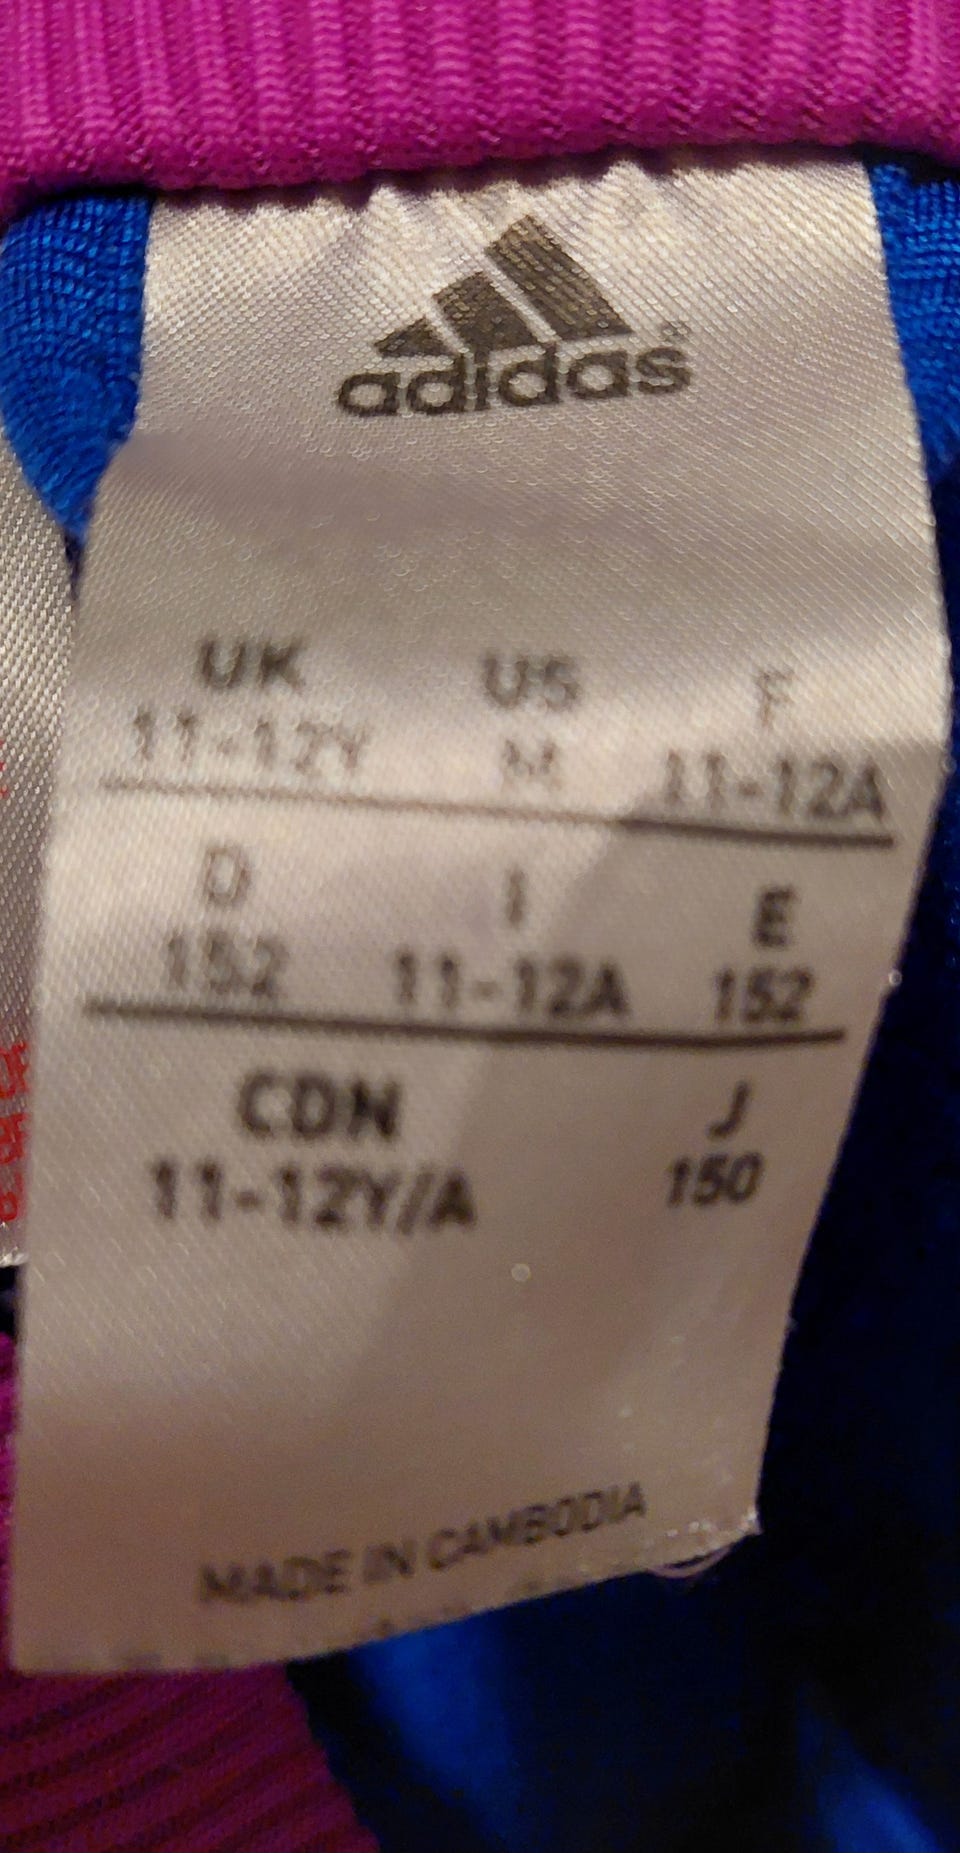 adidas®
UK US F
11-12Y M 11-12A
D I E
152 11-12A 152
CDN J
11-12Y/A 150
MADE IN CAMBODIA